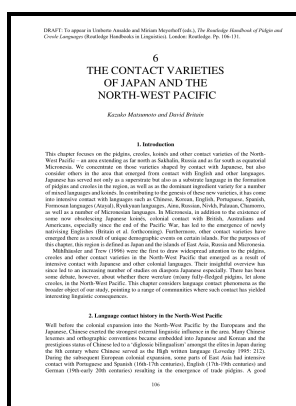 DRAFT: To appear in Umberto Ansaldo and Miriam Meyerhoff (eds.), The Routledge Handbook of Pidgin and
Creole Languages (Routledge Handbooks in Linguistics). London: Routledge. Pp. 106-131.
6
THE CONTACT VARIETIES
OF JAPAN AND THE
NORTH-WEST PACIFIC
Kazuko Matsumoto and David Britain
1. Introduction
This chapter focuses on the pidgins, creoles, koinés and other contact varieties of the North-
West Pacific – an area extending as far north as Sakhalin, Russia and as far south as equatorial
Micronesia. We concentrate on those varieties shaped by contact with Japanese, but also
consider others in the area that emerged from contact with English and other languages.
Japanese has served not only as a superstrate but also as a substrate language in the formation
of pidgins and creoles in the region, as well as the dominant ingredient variety for a number
of mixed languages and koinés. In contributing to the genesis of these new varieties, it has come
into intensive contact with languages such as Chinese, Korean, English, Portuguese, Spanish,
Formosan languages (Atayal), Ryukyuan languages, Ainu, Russian, Nivkh, Palauan, Chamorro,
as well as a number of Micronesian languages. In Micronesia, in addition to the existence of
some now obsolescing Japanese koinés, colonial contact with British, Australians and
Americans, especially since the end of the Pacific War, has led to the emergence of newly
nativising Englishes (Britain et al. forthcoming). Furthermore, other contact varieties have
emerged there as a result of unique demographic events on certain islands. For the purposes of
this chapter, this region is defined as Japan and the islands of East Asia, Russia and Micronesia.
Mühlhäusler and Trew (1996) were the first to draw widespread attention to the pidgins,
creoles and other contact varieties in the North-West Pacific that emerged as a result of
intensive contact with Japanese and other colonial languages. Their insightful overview has
since led to an increasing number of studies on diaspora Japanese especially. There has been
some debate, however, about whether there were/are (m)any fully-fledged pidgins, let alone
creoles, in the North-West Pacific. This chapter considers language contact phenomena as the
broader object of our study, pointing to a range of communities where such contact has yielded
interesting linguistic consequences.
2. Language contact history in the North-West Pacific
Well before the colonial expansion into the North-West Pacific by the Europeans and the
Japanese, Chinese exerted the strongest external linguistic influence in the area. Many Chinese
lexemes and orthographic conventions became embedded into Japanese and Korean and the
prestigious status of Chinese led to a 'diglossic bilingualism' among the elites in Japan during
the 8th century where Chinese served as the High written language (Loveday 1995: 212).
During the subsequent European colonial expansion, some parts of East Asia had intensive
contact with Portuguese and Spanish (16th-17th centuries), English (17th-19th centuries) and
German (19th-early 20th centuries) resulting in the emergence of trade pidgins. A good
106